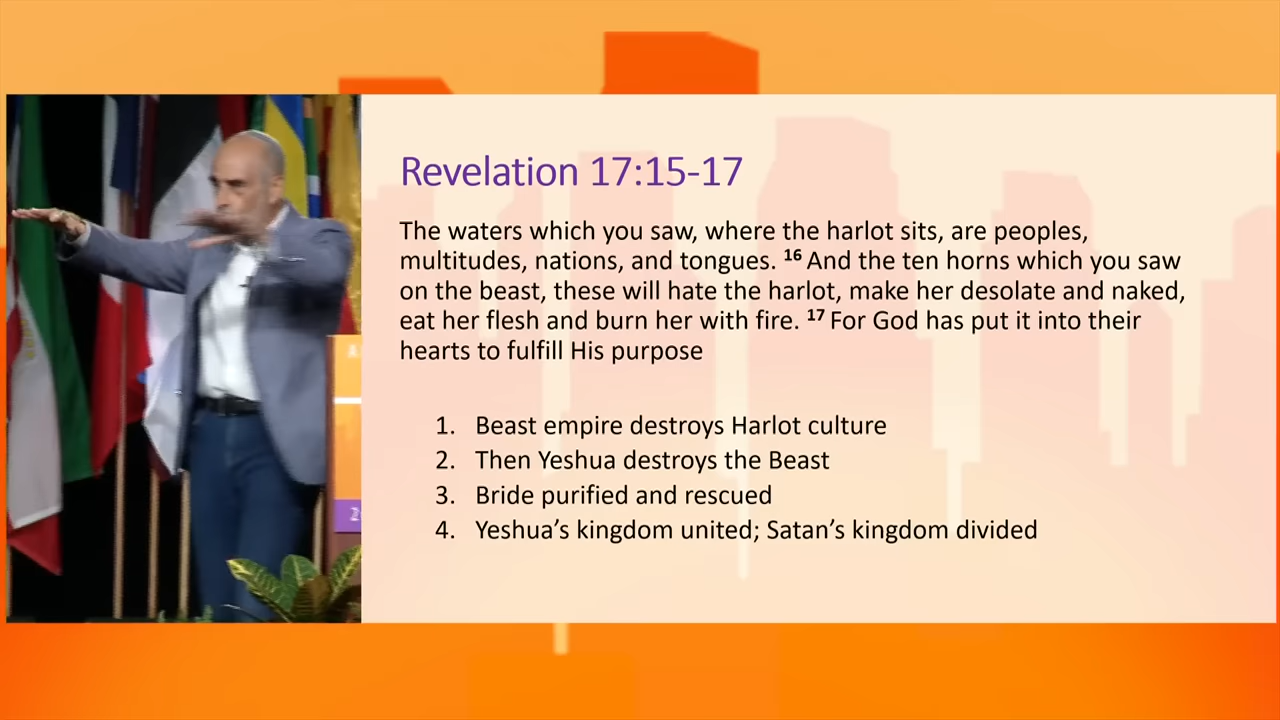 Revelation 17:15-17
The waters which you saw, where the harlot sits, are peoples,
multitudes, nations, and tongues. 16 And the ten horns which you saw
on the beast, these will hate the harlot, make her desolate and naked,
eat her flesh and burn her with fire. 17 For God has put it into their
hearts to fulfill His purpose
1. Beast empire destroys Harlot culture
2. Then Yeshua destroys the Beast
3. Bride purified and rescued
4. Yeshua’s kingdom united; Satan’s kingdom divided